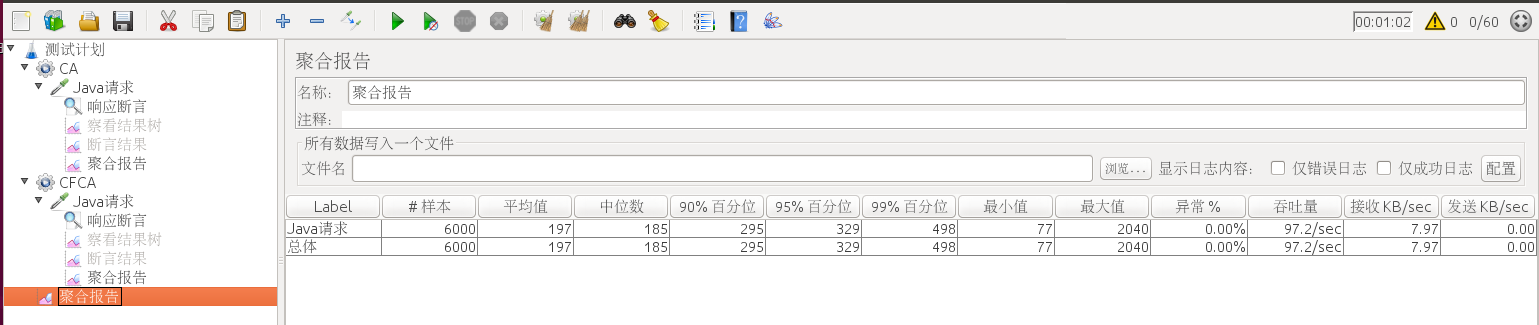 STOP
00:01:02
0
0/60
测试计划
CA
Java请求
响应断言
察看结果树
断言结果
聚合报告
CFCA
Java请求
响应断言
察看结果树
断言结果
聚合报告
聚合报告
聚合报告
名称: 聚合报告
注释:
所有数据写入一个文件
文件名 浏览... 显示日志内容: 仅错误日志 仅成功日志 配置
Label # 样本 平均值 中位数 90% 百分位 95% 百分位 99% 百分位 最小值 最大值 异常 % 吞吐量 接收 KB/sec 发送 KB/sec
Java请求 6000 197 185 295 329 498 77 2040 0.00% 97.2/sec 7.97 0.00
总体 6000 197 185 295 329 498 77 2040 0.00% 97.2/sec 7.97 0.00